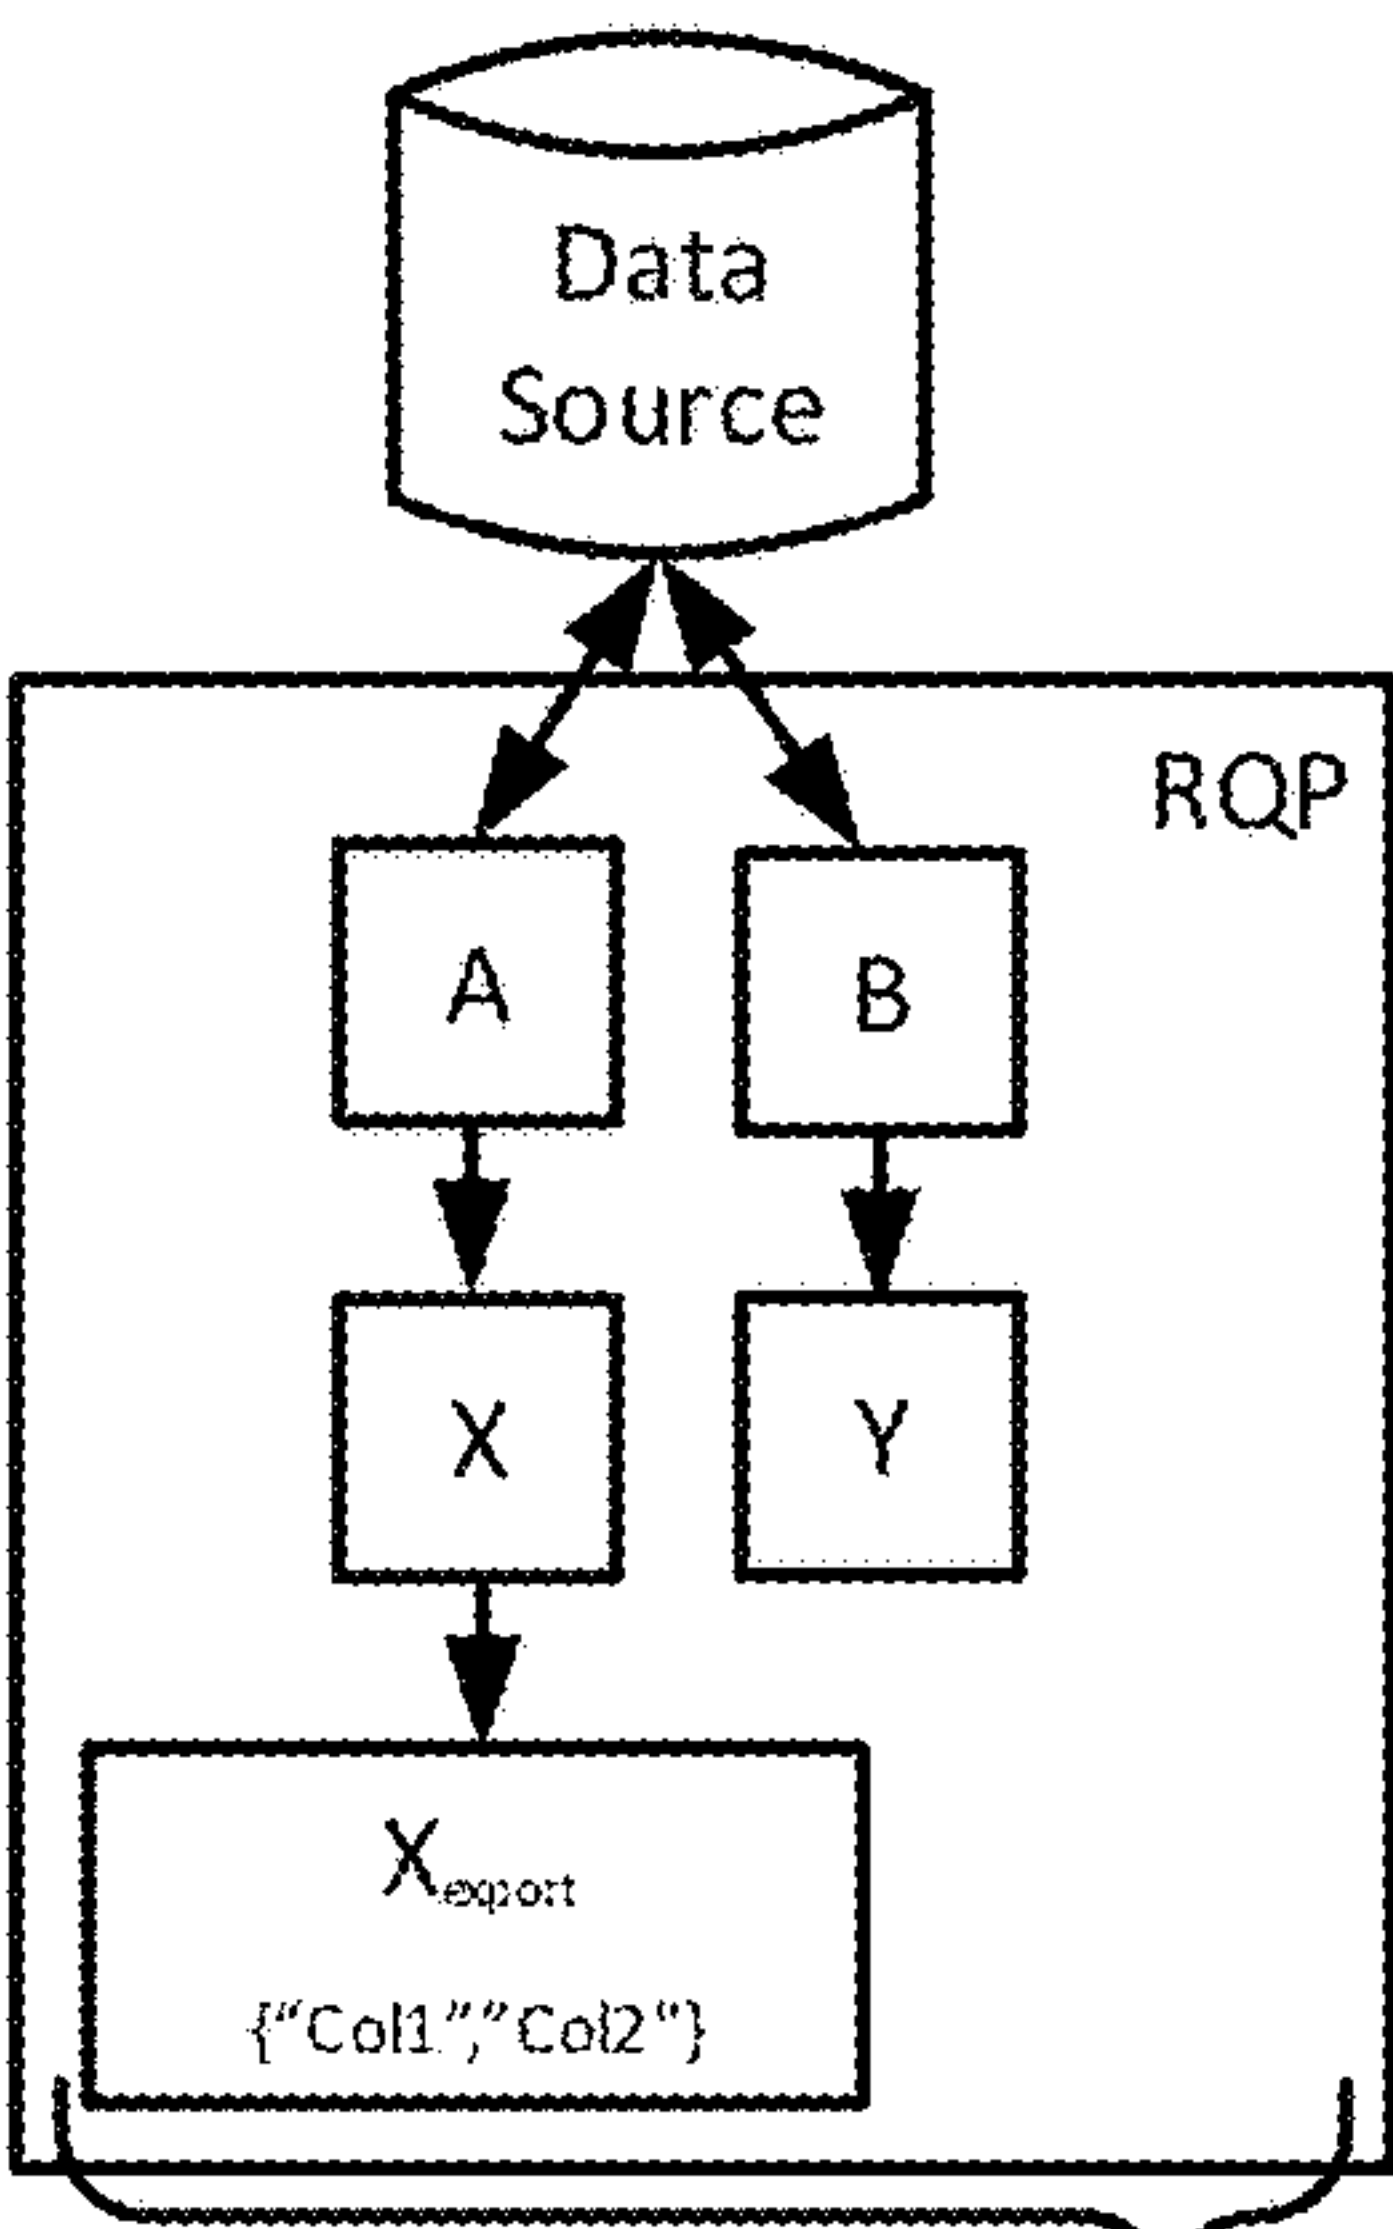 Data
Source
RQP
A
B
X
Y
Xexport
{“Col1”,”Col2“}